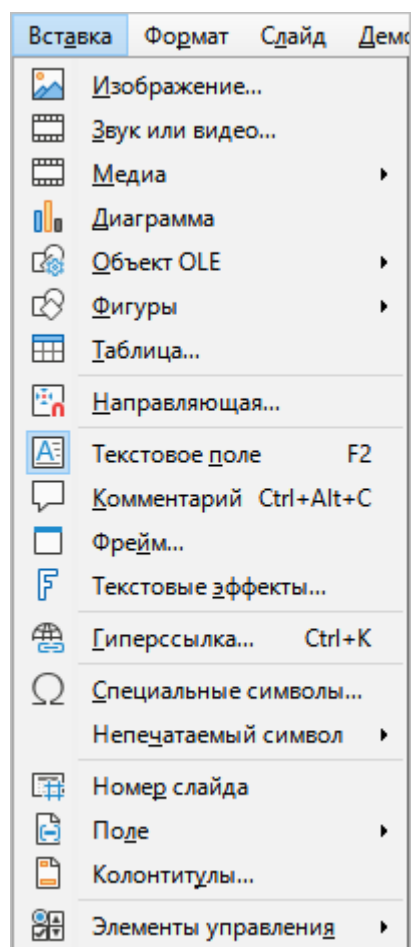 Вставка Формат Слайд Демо
Изображение...
Звук или видео...
Медиа
Диаграмма
Объект OLE
Фигуры
Таблица...
Направляющая...
Текстовое поле F2
Комментарий Ctrl+Alt+C
Фрейм...
Текстовые эффекты...
Гиперссылка... Ctrl+K
Специальные символы...
Непечатаемый символ
Номер слайда
Поле
Колонтитулы...
Элементы управления